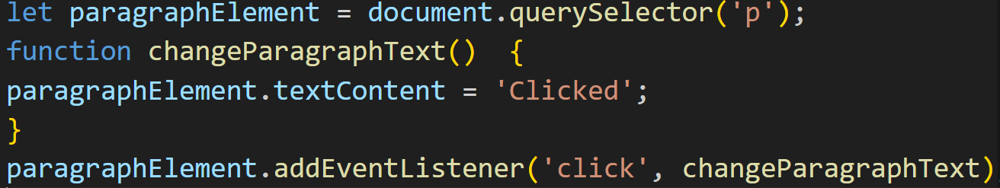 let paragraphElement = document.querySelector('p');
function changeParagraphText()  {
paragraphElement.textContent = 'Clicked';
}
paragraphElement.addEventListener('click', changeParagraphText)